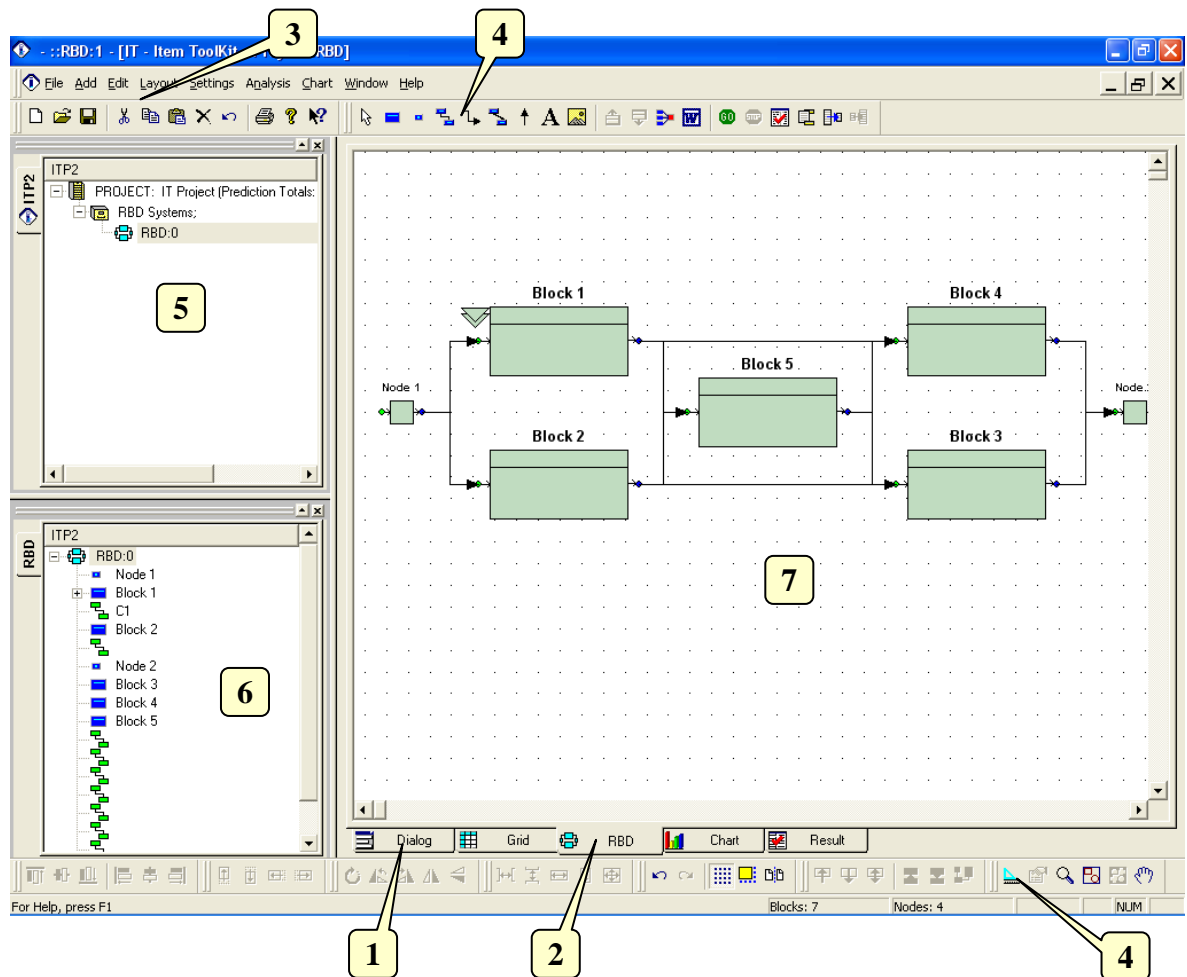 3
4
- ::RBD:1 - [IT - Item ToolKit
RBD]
File Add Edit Layout Settings Analysis Chart Window Help
GO
STOP
A
W
ITP2
ITP2
PROJECT: IT Project (Prediction Totals:
RBD Systems;
RBD:0
5
Block 1
Block 4
Block 5
Node 1
Node
Block 2
Block 3
7
RBD
ITP2
RBD:0
Node 1
Block 1
C1
Block 2
Node 2
Block 3
Block 4
Block 5
6
Dialog Grid RBD Chart Result
For Help, press F1
Blocks: 7 Nodes: 4 NUM
1
2
4